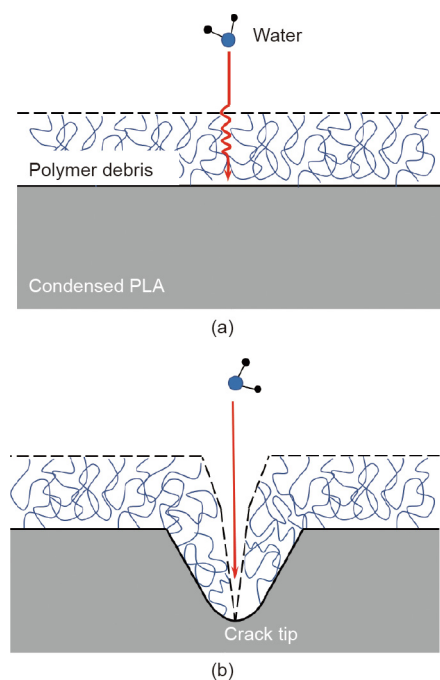 Water
Polymer debris
Condensed PLA
(a)
Crack tip
(b)